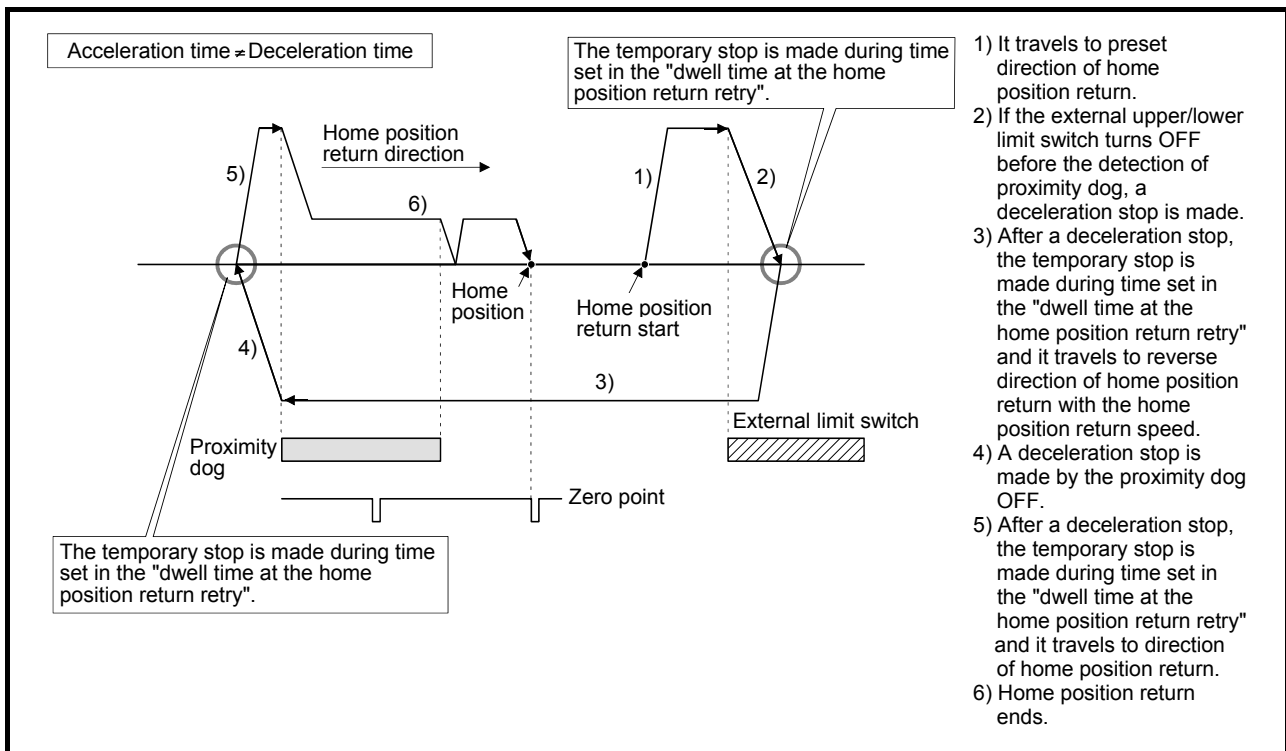 Acceleration time ≠ Deceleration time
The temporary stop is made during time
set in the "dwell time at the home
position return retry".
Home position
return direction
5)
6)
1)
2)
Home
position
Home position
return start
4)
3)
Proximity
dog
External limit switch
Zero point
The temporary stop is made during time
set in the "dwell time at the home
position return retry".
1) It travels to preset
direction of home
position return.
2) If the external upper/lower
limit switch turns OFF
before the detection of
proximity dog, a
deceleration stop is made.
3) After a deceleration stop,
the temporary stop is
made during time set in
the "dwell time at the
home position return retry"
and it travels to reverse
direction of home position
return with the home
position return speed.
4) A deceleration stop is
made by the proximity dog
OFF.
5) After a deceleration stop,
the temporary stop is
made during time set in
the "dwell time at the
home position return retry"
and it travels to direction
of home position return.
6) Home position return
ends.